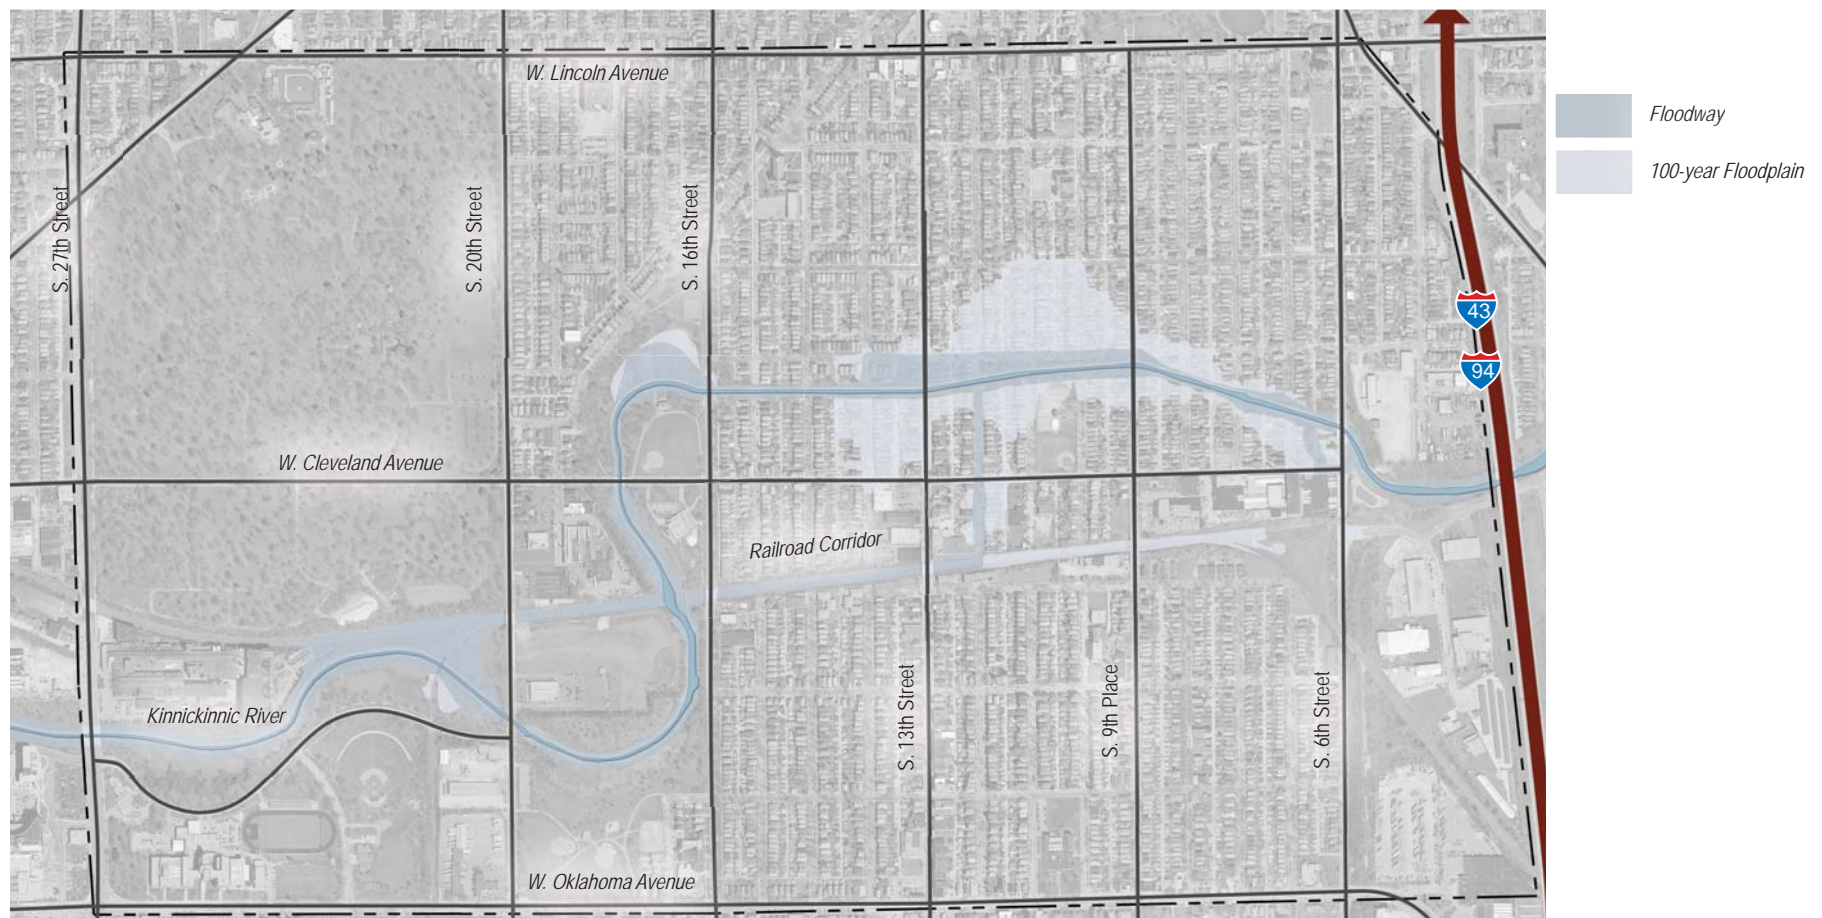 W. Lincoln Avenue
Floodway
100-year Floodplain
S. 27th Street
S. 20th Street
S. 16th Street
43
94
W. Cleveland Avenue
Railroad Corridor
Kinnickinnic River
S. 13th Street
S. 9th Place
S. 6th Street
W. Oklahoma Avenue